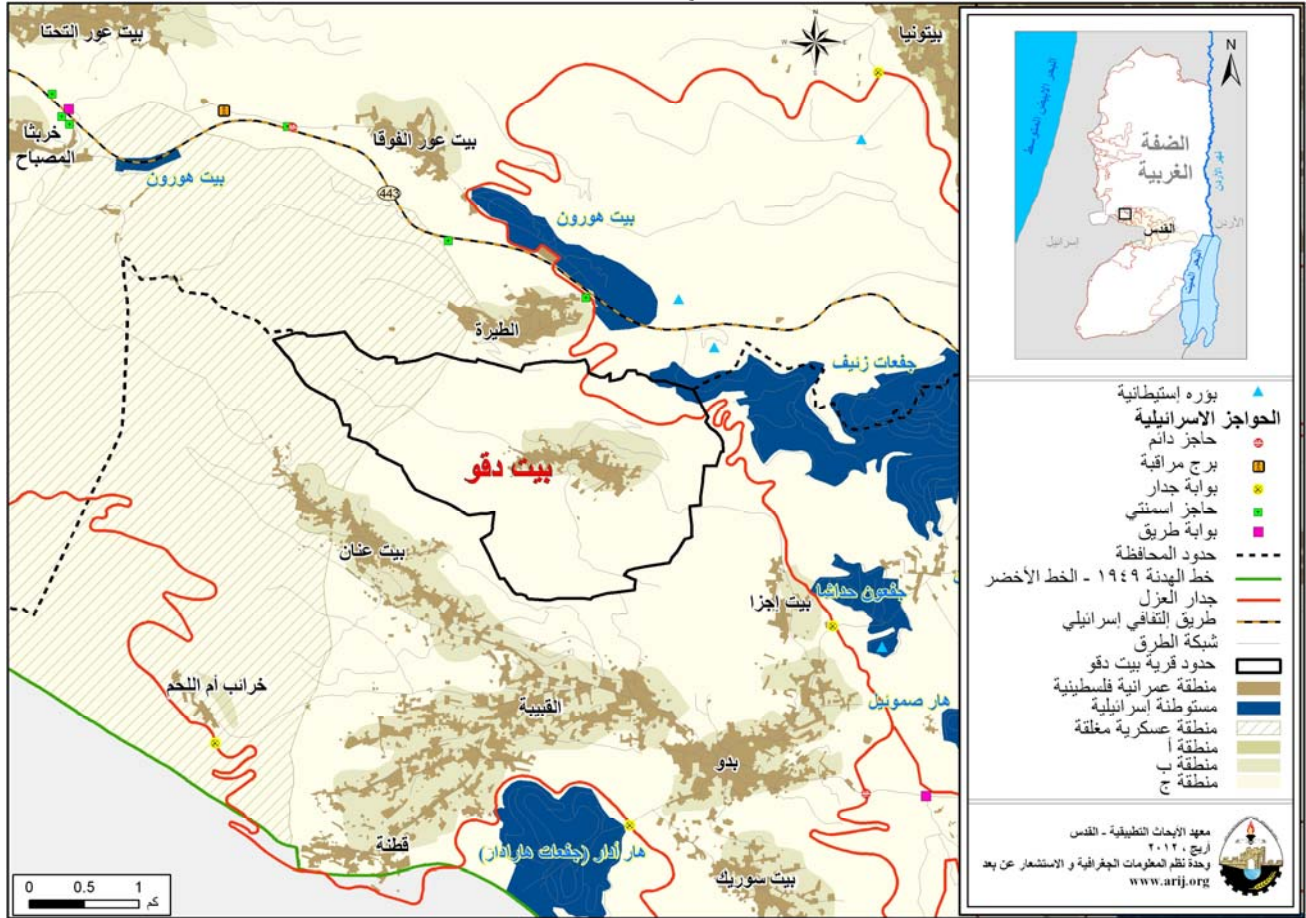 بيت عور التحتا
بيتونيا
خربثا
المصباح
بيت عور الفوقا
بيت هورون
443
بيت هورون
الطيرة
جفعات زئيف
بيت دقو
بيت عنان
بيت إجزا
جفعون حداشا
خرائب أم اللحم
القبيبة
هار صموئيل
بدو
قطنة
هار أدار (جفعات هارادار)
بيت سوريك
0 0.5 1
كم
N
W E
S
N
البحر الأبيض المتوسط
الضفة
الغربية
نهر الأردن
القدس
الأردن
إسرائيل
البحر الميت
بؤره إستيطانية
الحواجز الاسرائيلية
حاجز دائم
برج مراقبة
بوابة جدار
حاجز اسمنتي
بوابة طريق
حدود المحافظة
خط الهدنة ١٩٤٩ - الخط الأخضر
جدار العزل
طريق إلتفافي إسرائيلي
شبكة الطرق
حدود قرية بيت دقو
منطقة عمرانية فلسطينية
مستوطنة إسرائيلية
منطقة عسكرية مغلقة
منطقة أ
منطقة ب
منطقة ج
معهد الأبحاث التطبيقية - القدس
أريج ، ٢٠١٢
وحدة نظم المعلومات الجغرافية و الاستشعار عن بعد
www.arij.org